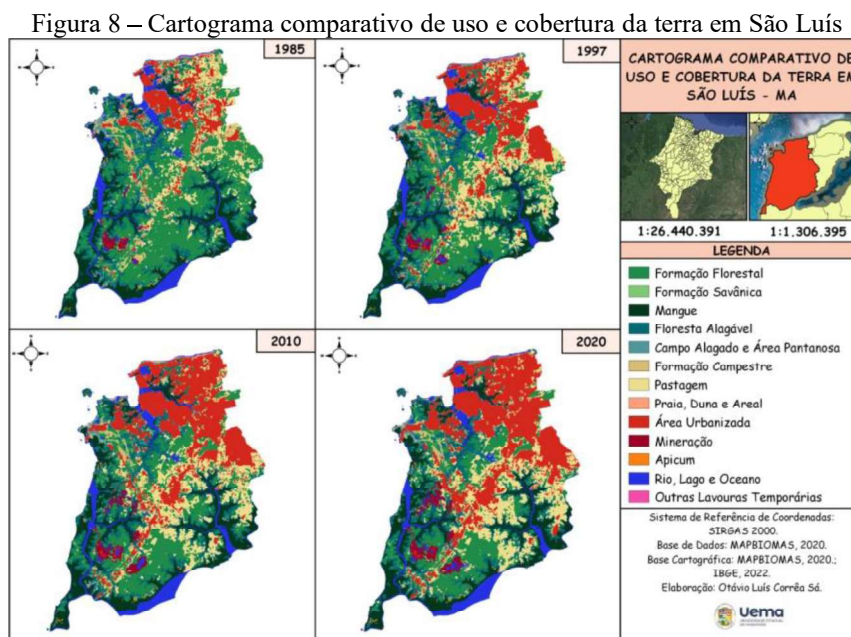 Figura 8 – Cartograma comparativo de uso e cobertura da terra em São Luís
1985
1997
2010
2020
CARTOGRAMA COMPARATIVO DE
USO E COBERTURA DA TERRA EM
SÃO LUÍS - MA
1:26,440,391
1:1,306,395
LEGENDA
Formação Florestal
Formação Savânica
Mangue
Floresta Alagável
Campo Alagado e Área Pantanosa
Formação Campestre
Pastagem
Praia, Duna e Areal
Área Urbanizada
Mineração
Apicum
Rio, Lago e Oceano
Outras Lavouras Temporárias
Sistema de Referência de Coordenadas:
SIRGAS 2000.
Base de Dados: MAPBIOMAS, 2020.
Base Cartográfica: MAPBIOMAS, 2020.;
IBGE, 2022.
Elaboração: Otávio Luís Corrêa Sá.
Uema